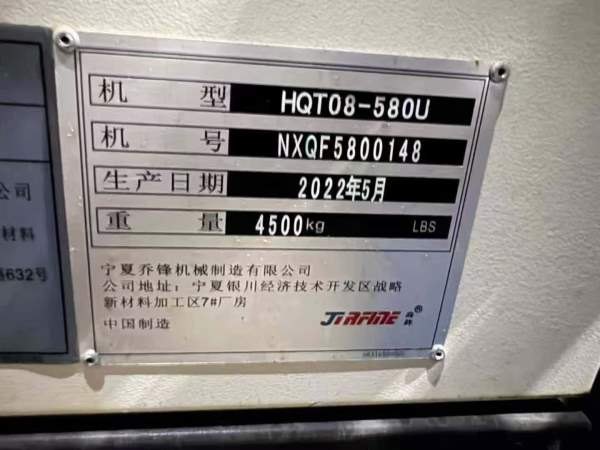 公司
材料
632号
机 型 HQT08-580U
机 号 NXQF5800148
生产日期 2022年5月
重 量 4500kg LBS
宁夏乔锋机械制造有限公司
公司地址:宁夏银川经济技术开发区战略
新材料加工区7#厂房
中国制造
JIRFINE ®